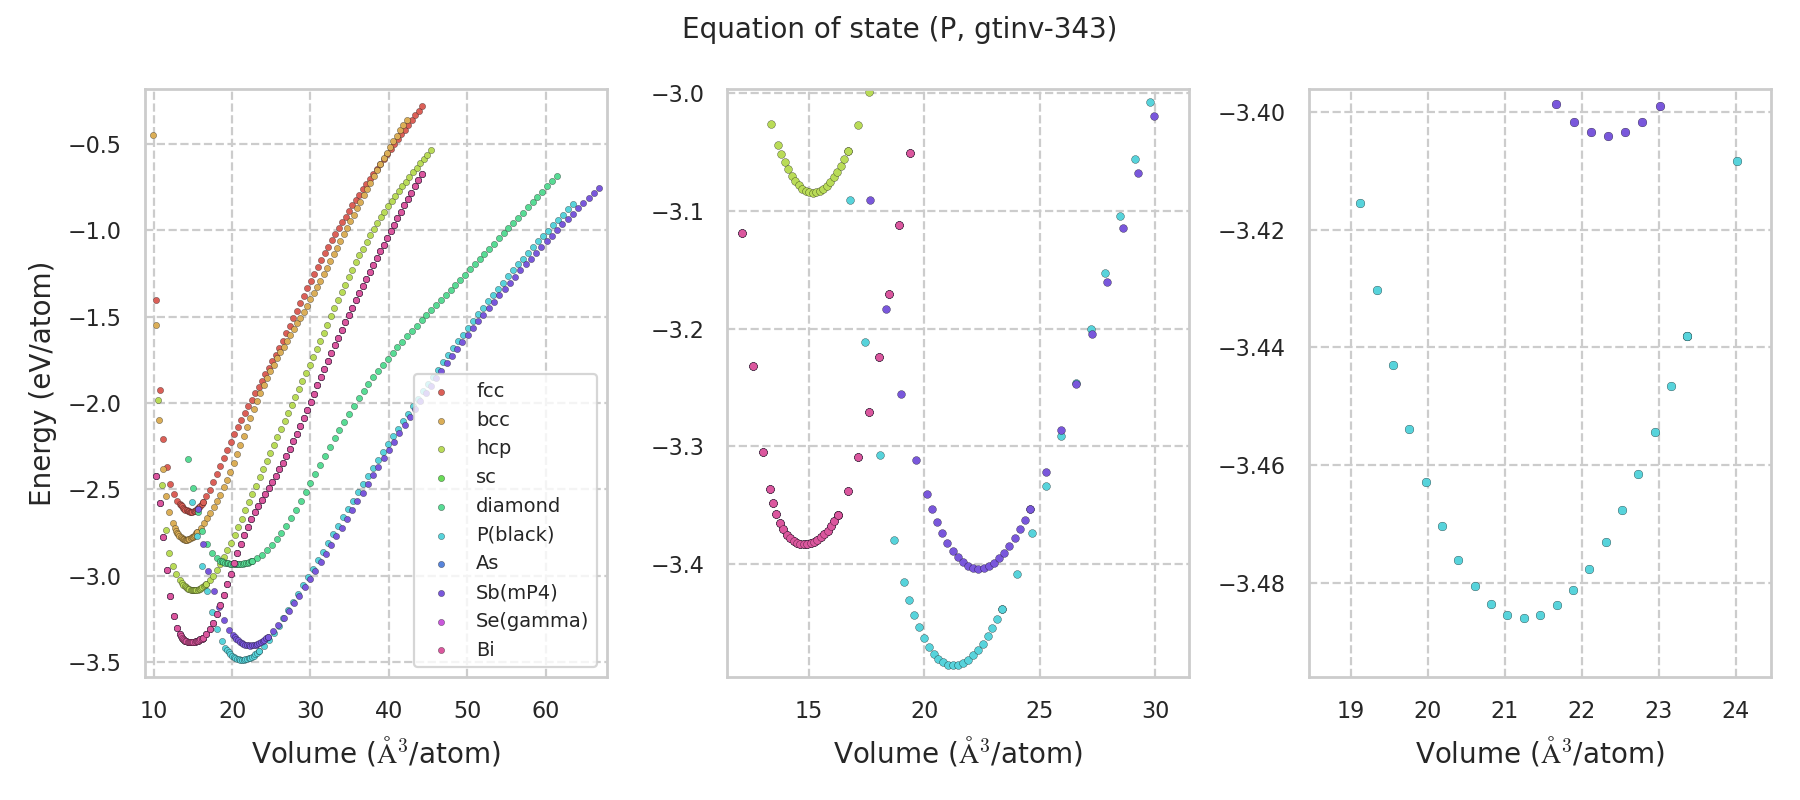 Equation of state (P, gtinv-343)
Energy (eV/atom)
−0.5
−1.0
−1.5
−2.0
−2.5
−3.0
−3.5
10 20 30 40 50 60
Volume (Å³/atom)
fcc
bcc
hcp
sc
diamond
P(black)
As
Sb(mP4)
Se(gamma)
Bi
−3.0
−3.1
−3.2
−3.3
−3.4
15 20 25 30
Volume (Å³/atom)
−3.40
−3.42
−3.44
−3.46
−3.48
19 20 21 22 23 24
Volume (Å³/atom)